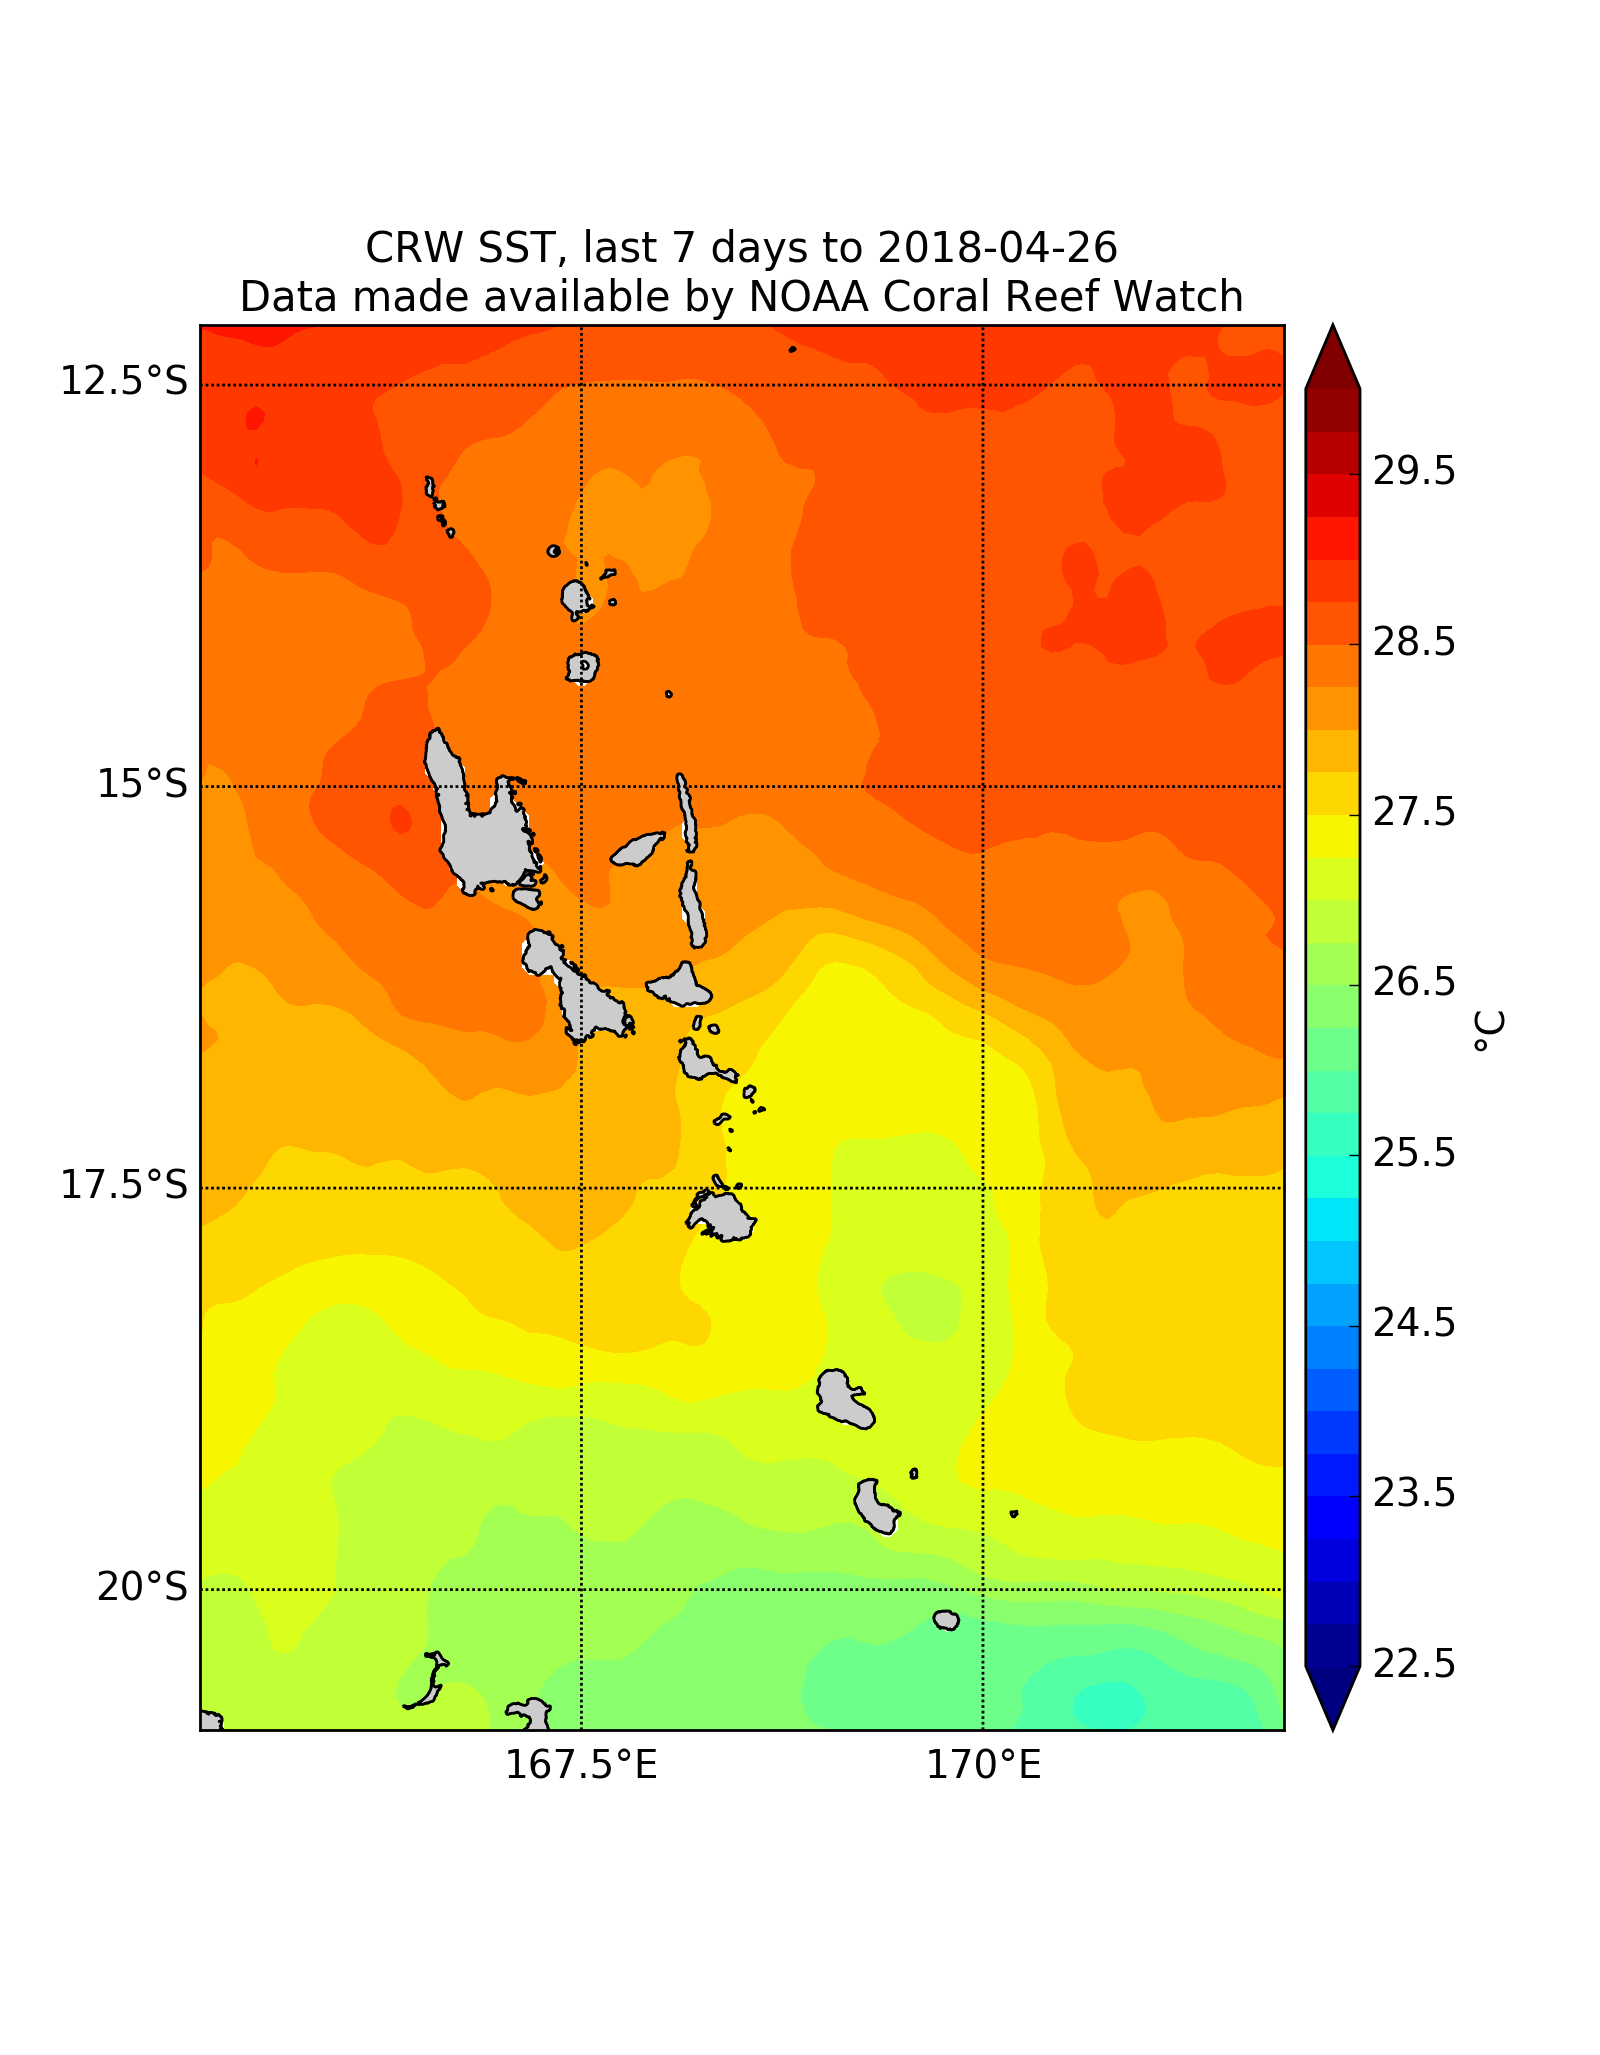 CRW SST, last 7 days to 2018-04-26
Data made available by NOAA Coral Reef Watch
12.5°S
15°S
17.5°S
20°S
167.5°E
170°E
29.5
28.5
27.5
26.5
25.5
24.5
23.5
22.5
°C